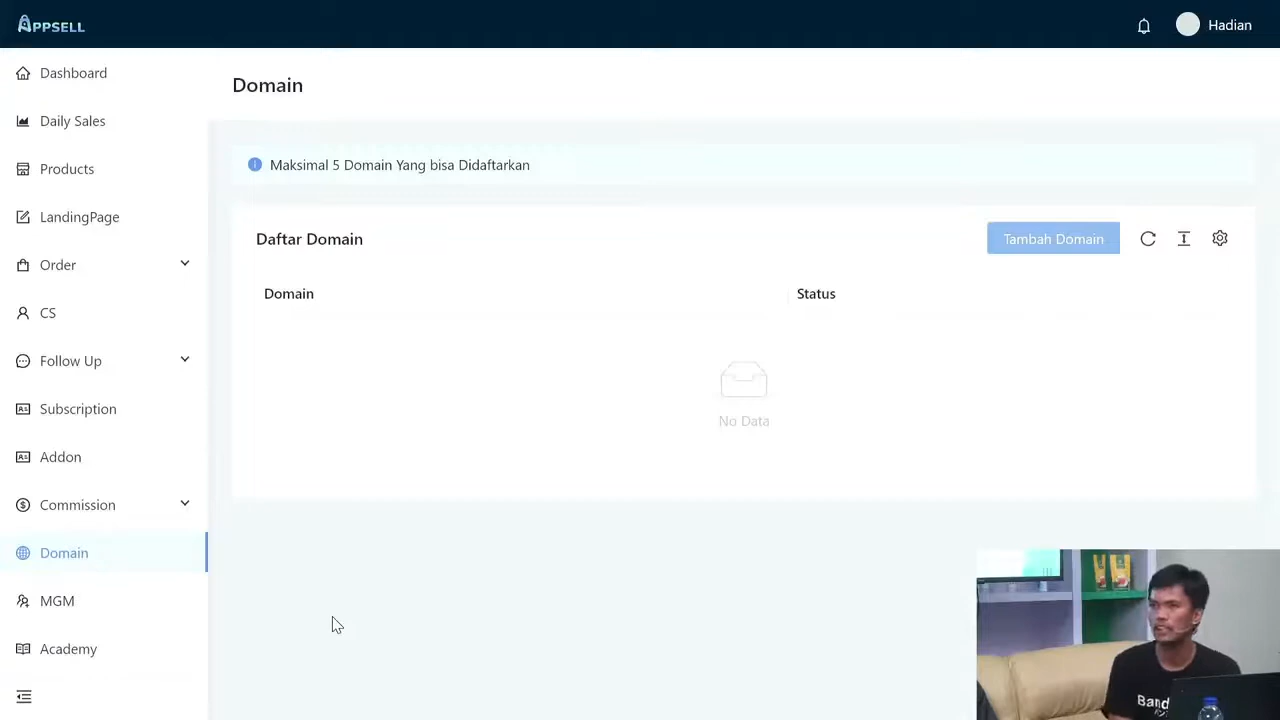 APPSELL
Hadian
Dashboard
Daily Sales
Products
LandingPage
Order
CS
Follow Up
Subscription
Addon
Commission
Domain
MGM
Academy
Domain
Maksimal 5 Domain Yang bisa Didaftarkan
Daftar Domain
Tambah Domain
Domain
Status
No Data
Band